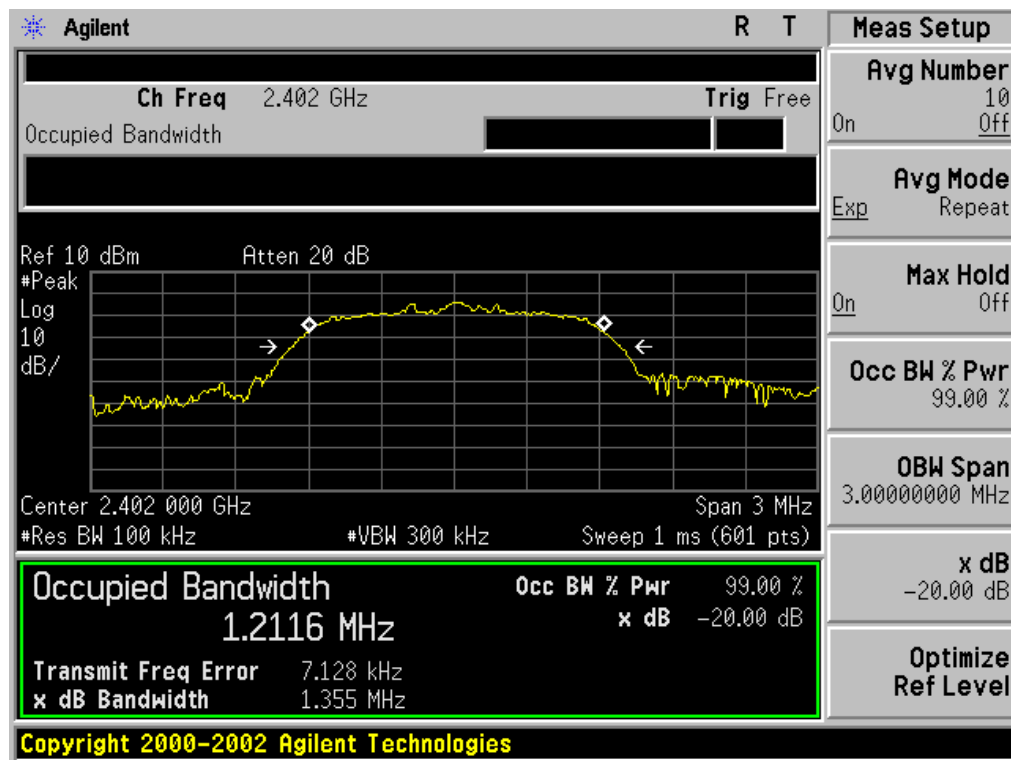 Agilent R T
Ch Freq 2.402 GHz Trig Free
Occupied Bandwidth
Ref 10 dBm Atten 20 dB
#Peak
Log
10
dB/
Center 2.402 000 GHz Span 3 MHz
#Res BW 100 kHz #VBW 300 kHz Sweep 1 ms (601 pts)
Occupied Bandwidth
1.2116 MHz
Occ BW % Pwr 99.00 %
x dB -20.00 dB
Transmit Freq Error 7.128 kHz
x dB Bandwidth 1.355 MHz
Copyright 2000-2002 Agilent Technologies
Meas Setup
Avg Number
10
On Off
Avg Mode
Exp Repeat
Max Hold
On Off
Occ BW % Pwr
99.00 %
OBW Span
3.00000000 MHz
x dB
-20.00 dB
Optimize
Ref Level